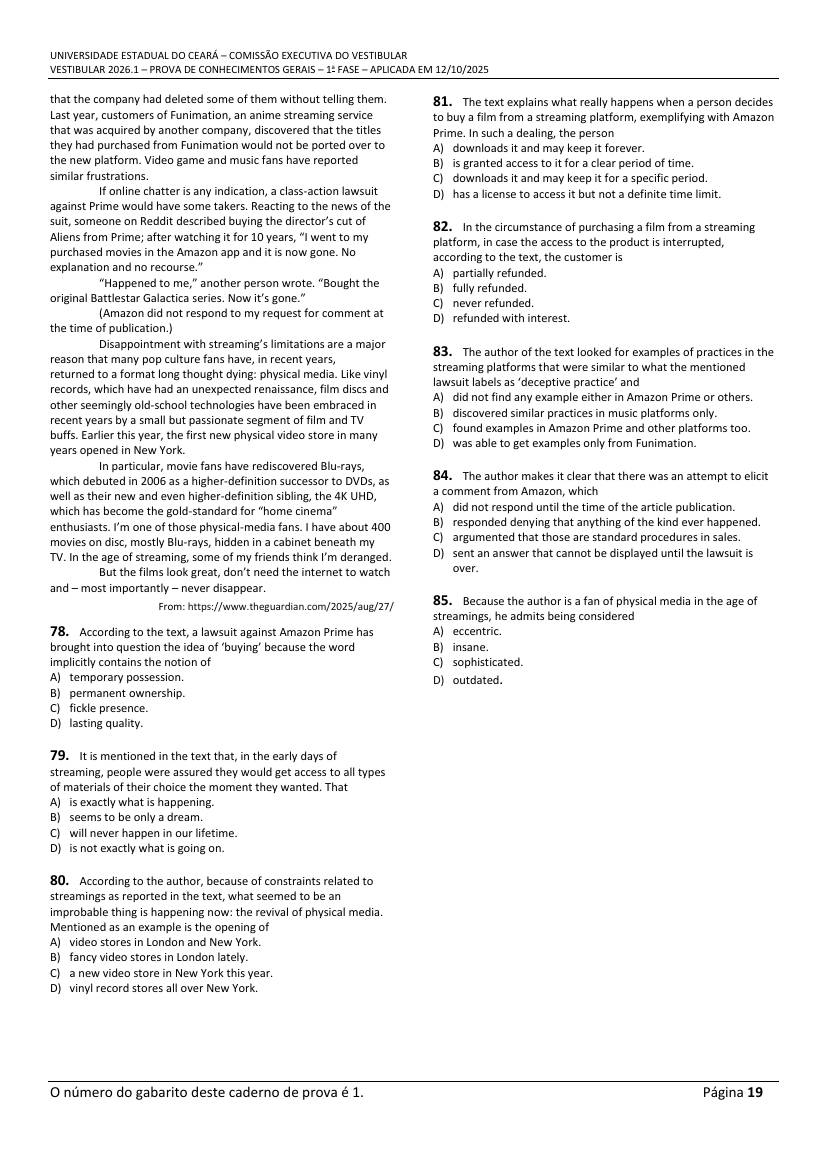 UNIVERSIDADE ESTADUAL DO CEARÁ – COMISSÃO EXECUTIVA DO VESTIBULAR
VESTIBULAR 2026.1 – PROVA DE CONHECIMENTOS GERAIS – 1ª FASE – APLICADA EM 12/10/2025
that the company had deleted some of them without telling them.
Last year, customers of Funimation, an anime streaming service
that was acquired by another company, discovered that the titles
they had purchased from Funimation would not be ported over to
the new platform. Video game and music fans have reported
similar frustrations.
If online chatter is any indication, a class-action lawsuit
against Prime would have some takers. Reacting to the news of the
suit, someone on Reddit described buying the director’s cut of
Aliens from Prime; after watching it for 10 years, “I went to my
purchased movies in the Amazon app and it is now gone. No
explanation and no recourse.”
“Happened to me,” another person wrote. “Bought the
original Battlestar Galactica series. Now it’s gone.”
(Amazon did not respond to my request for comment at
the time of publication.)
Disappointment with streaming’s limitations are a major
reason that many pop culture fans have, in recent years,
returned to a format long thought dying: physical media. Like vinyl
records, which have had an unexpected renaissance, film discs and
other seemingly old-school technologies have been embraced in
recent years by a small but passionate segment of film and TV
buffs. Earlier this year, the first new physical video store in many
years opened in New York.
In particular, movie fans have rediscovered Blu-rays,
which debuted in 2006 as a higher-definition successor to DVDs, as
well as their new and even higher-definition sibling, the 4K UHD,
which has become the gold-standard for “home cinema”
enthusiasts. I’m one of those physical-media fans. I have about 400
movies on disc, mostly Blu-rays, hidden in a cabinet beneath my
TV. In the age of streaming, some of my friends think I’m deranged.
But the films look great, don’t need the internet to watch
and – most importantly – never disappear.
From: https://www.theguardian.com/2025/aug/27/
78. According to the text, a lawsuit against Amazon Prime has
brought into question the idea of ‘buying’ because the word
implicitly contains the notion of
A) temporary possession.
B) permanent ownership.
C) fickle presence.
D) lasting quality.
79. It is mentioned in the text that, in the early days of
streaming, people were assured they would get access to all types
of materials of their choice the moment they wanted. That
A) is exactly what is happening.
B) seems to be only a dream.
C) will never happen in our lifetime.
D) is not exactly what is going on.
80. According to the author, because of constraints related to
streamings as reported in the text, what seemed to be an
improbable thing is happening now: the revival of physical media.
Mentioned as an example is the opening of
A) video stores in London and New York.
B) fancy video stores in London lately.
C) a new video store in New York this year.
D) vinyl record stores all over New York.
81. The text explains what really happens when a person decides
to buy a film from a streaming platform, exemplifying with Amazon
Prime. In such a dealing, the person
A) downloads it and may keep it forever.
B) is granted access to it for a clear period of time.
C) downloads it and may keep it for a specific period.
D) has a license to access it but not a definite time limit.
82. In the circumstance of purchasing a film from a streaming
platform, in case the access to the product is interrupted,
according to the text, the customer is
A) partially refunded.
B) fully refunded.
C) never refunded.
D) refunded with interest.
83. The author of the text looked for examples of practices in the
streaming platforms that were similar to what the mentioned
lawsuit labels as ‘deceptive practice’ and
A) did not find any example either in Amazon Prime or others.
B) discovered similar practices in music platforms only.
C) found examples in Amazon Prime and other platforms too.
D) was able to get examples only from Funimation.
84. The author makes it clear that there was an attempt to elicit
a comment from Amazon, which
A) did not respond until the time of the article publication.
B) responded denying that anything of the kind ever happened.
C) argumented that those are standard procedures in sales.
D) sent an answer that cannot be displayed until the lawsuit is
over.
85. Because the author is a fan of physical media in the age of
streamings, he admits being considered
A) eccentric.
B) insane.
C) sophisticated.
D) outdated.
O número do gabarito deste caderno de prova é 1.
Página 19